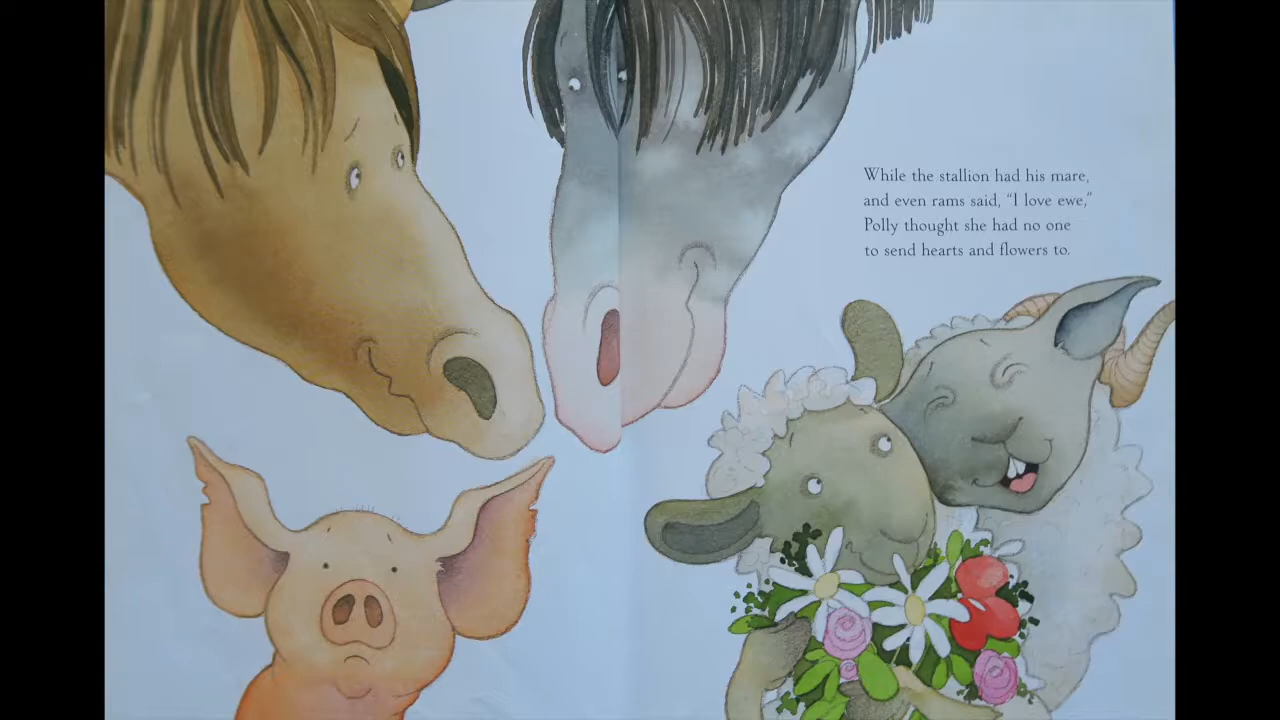 While the stallion had his mare,
and even rams said, “I love ewe,”
Polly thought she had no one
to send hearts and flowers to.